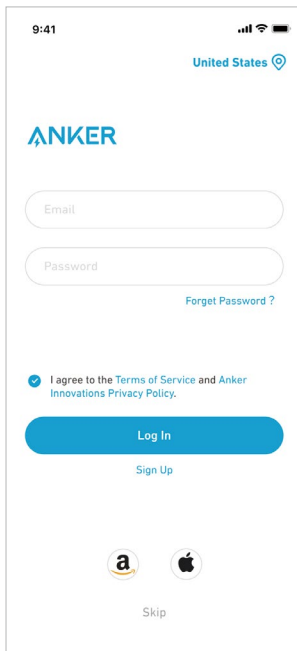 9:41
United States
ANKER
Email
Password
Forget Password ?
I agree to the Terms of Service and Anker
Innovations Privacy Policy.
Log In
Sign Up
a
Skip